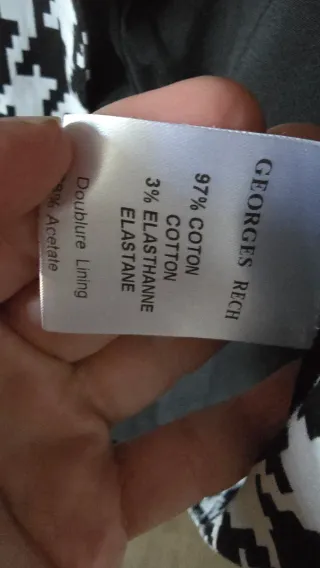 GEORGES RECH
97% COTON
COTTON
3% ELASTHANNE
ELASTANE
Doublure Lining
% Acetate